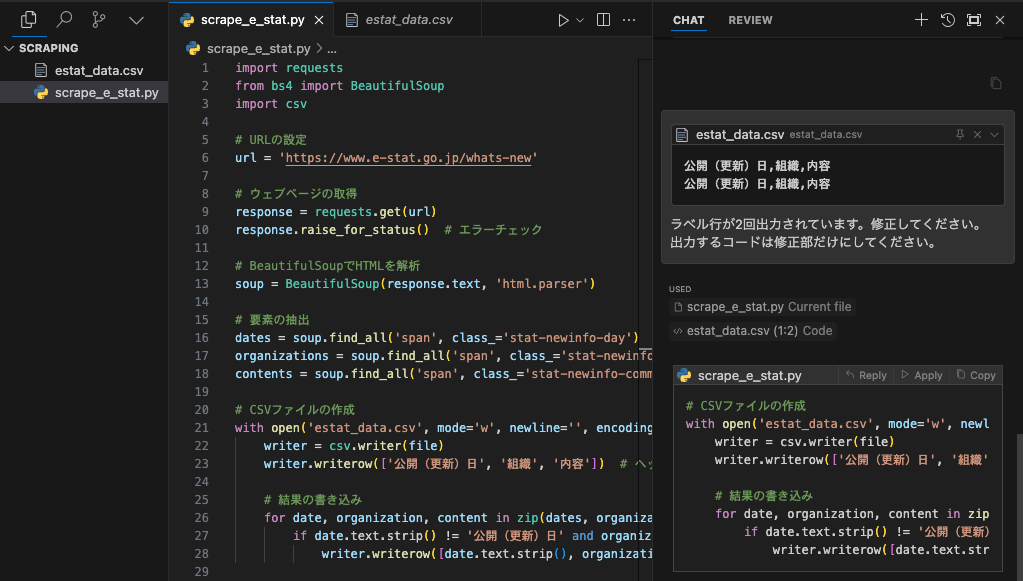 SCRAPING
estat_data.csv
scrape_e_stat.py
scrape_e_stat.py
estat_data.csv
scrape_e_stat.py > ...
1 import requests
2 from bs4 import BeautifulSoup
3 import csv
4
5 # URLの設定
6 url = 'https://www.e-stat.go.jp/whats-new'
7
8 # ウェブページの取得
9 response = requests.get(url)
10 response.raise_for_status()  # エラーチェック
11
12 # BeautifulSoupでHTMLを解析
13 soup = BeautifulSoup(response.text, 'html.parser')
14
15 # 要素の抽出
16 dates = soup.find_all('span', class_='stat-newinfo-day')
17 organizations = soup.find_all('span', class_='stat-newinfo
18 contents = soup.find_all('span', class_='stat-newinfo-comm
19
20 # CSVファイルの作成
21 with open('estat_data.csv', mode='w', newline='', encoding
22     writer = csv.writer(file)
23     writer.writerow(['公開（更新）日', '組織', '内容'])  # ヘッ
24
25     # 結果の書き込み
26     for date, organization, content in zip(dates, organiza
27         if date.text.strip() != '公開（更新）日' and organiz
28             writer.writerow([date.text.strip(), organizati
29
CHAT REVIEW
estat_data.csv estat_data.csv
公開（更新）日,組織,内容
公開（更新）日,組織,内容
ラベル行が2回出力されています。修正してください。
出力するコードは修正部だけにしてください。
USED
scrape_e_stat.py Current file
estat_data.csv (1:2) Code
scrape_e_stat.py Reply Apply Copy
# CSVファイルの作成
with open('estat_data.csv', mode='w', newl
    writer = csv.writer(file)
    writer.writerow(['公開（更新）日', '組織'
    # 結果の書き込み
    for date, organization, content in zip
        if date.text.strip() != '公開（更新）
            writer.writerow([date.text.str